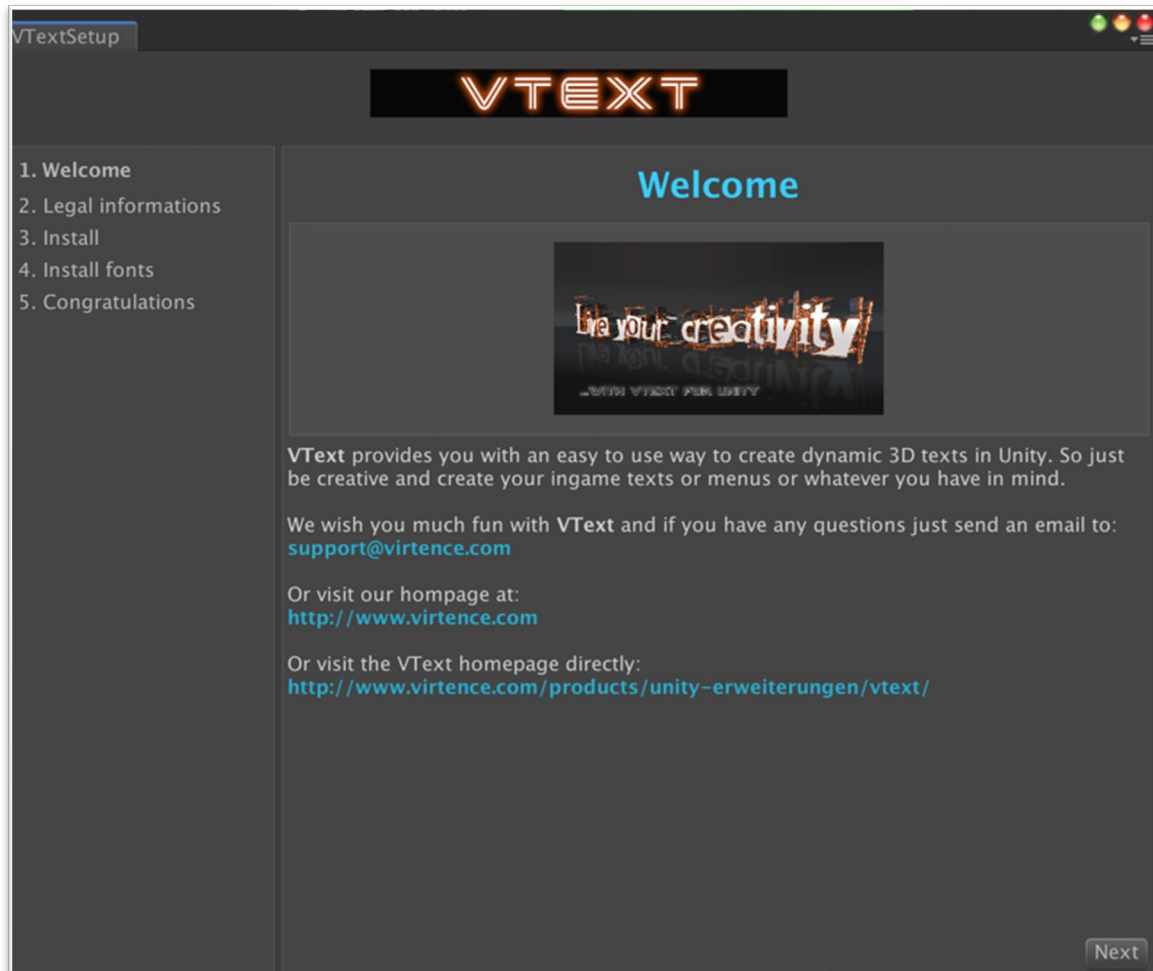 VTextSetup
VTEXT
1. Welcome
2. Legal informations
3. Install
4. Install fonts
5. Congratulations
Welcome
Live your creativity!
...WITH VTEXT FOR UNITY
VText provides you with an easy to use way to create dynamic 3D texts in Unity. So just
be creative and create your ingame texts or menus or whatever you have in mind.
We wish you much fun with VText and if you have any questions just send an email to:
support@virtence.com
Or visit our hompage at:
http://www.virtence.com
Or visit the VText homepage directly:
http://www.virtence.com/products/unity-erweiterungen/vtext/
Next